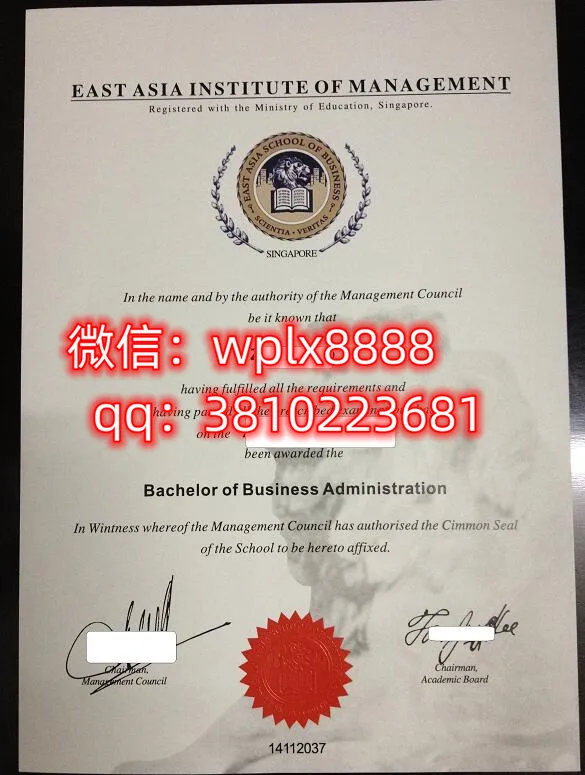 EAST ASIA INSTITUTE OF MANAGEMENT
Registered with the Ministry of Education, Singapore.
EAST ASIA SCHOOL OF BUSINESS
SCIENTIA • VERITAS
SINGAPORE
In the name and by the authority of the Management Council
be it known that
微信：wplx8888
having fulfilled all the requirements and
qq：3810223681
having
on the
been awarded the
Bachelor of Business Administration
In Wintness whereof the Management Council has authorised the Cimmon Seal
of the School to be hereto affixed.
Chairman,
Management Council
Chairman,
Academic Board
14112037